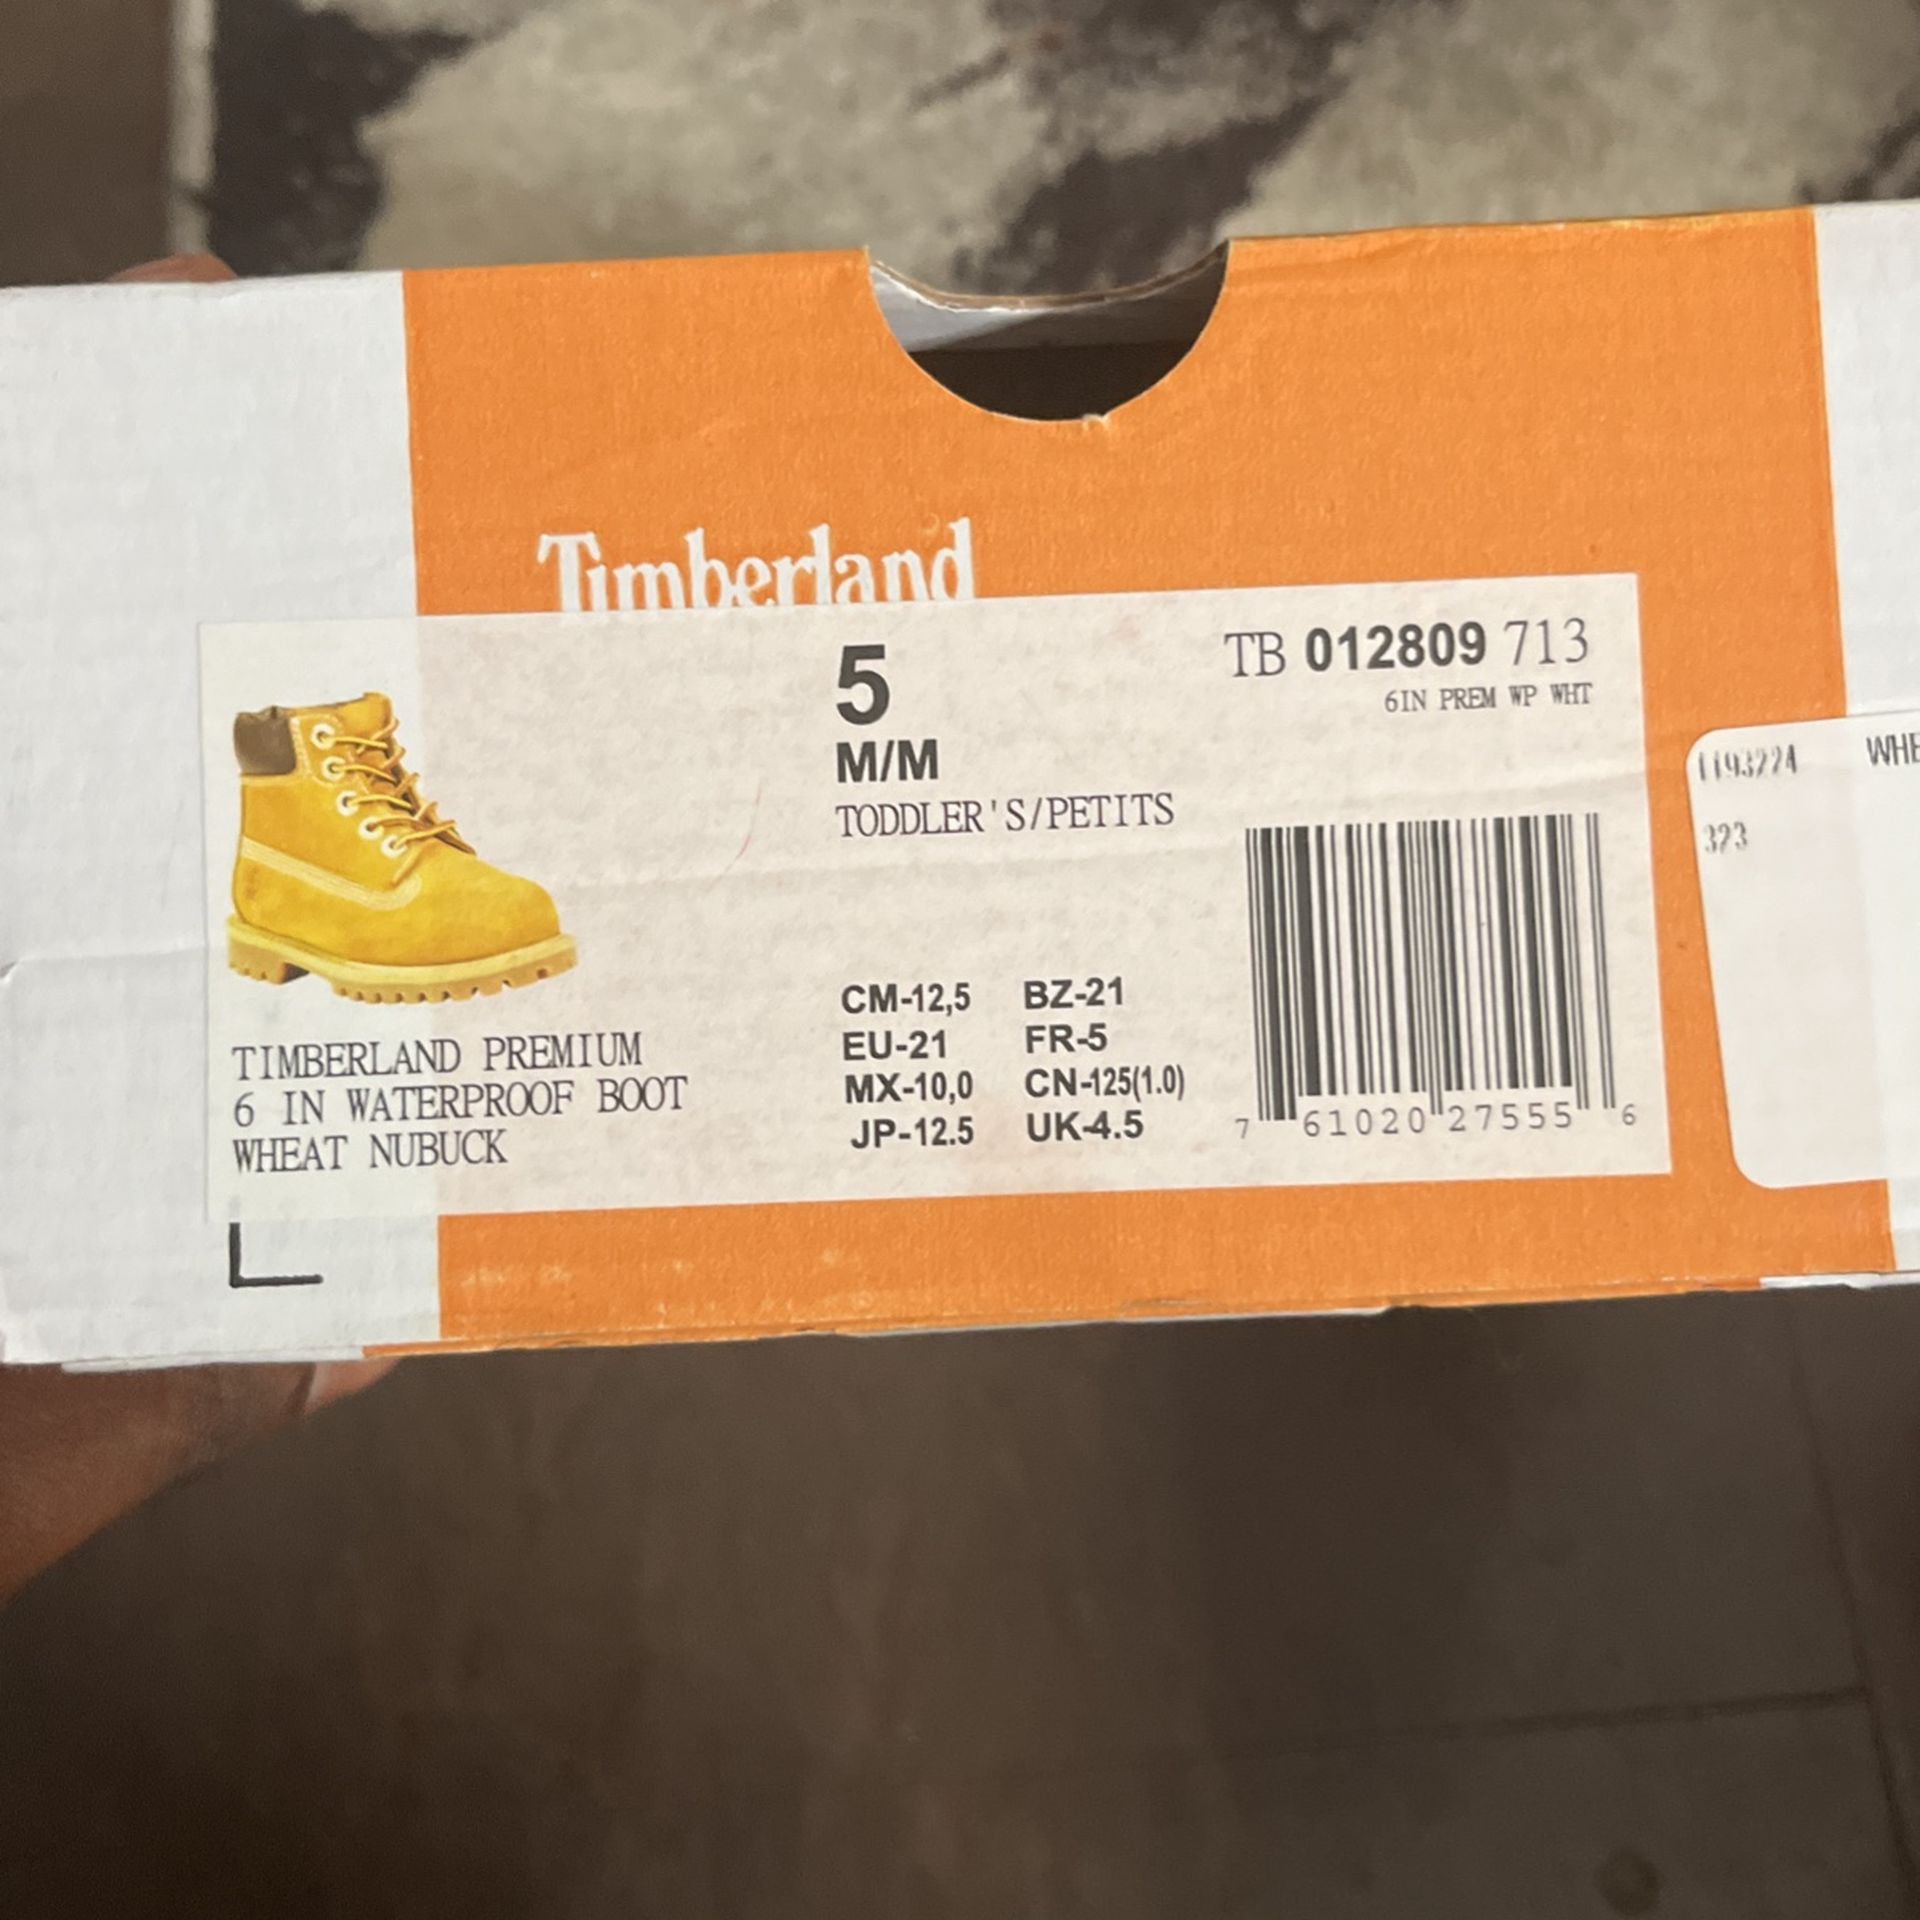 Timberland
5
M/M
TODDLER'S/PETITS
TB 012809 713
6IN PREM WP WHT
TIMBERLAND PREMIUM
6 IN WATERPROOF BOOT
WHEAT NUBUCK
CM-12,5 BZ-21
EU-21 FR-5
MX-10,0 CN-125(1.0)
JP-12.5 UK-4.5
7 61020 27555 6
1193224 WHE
323